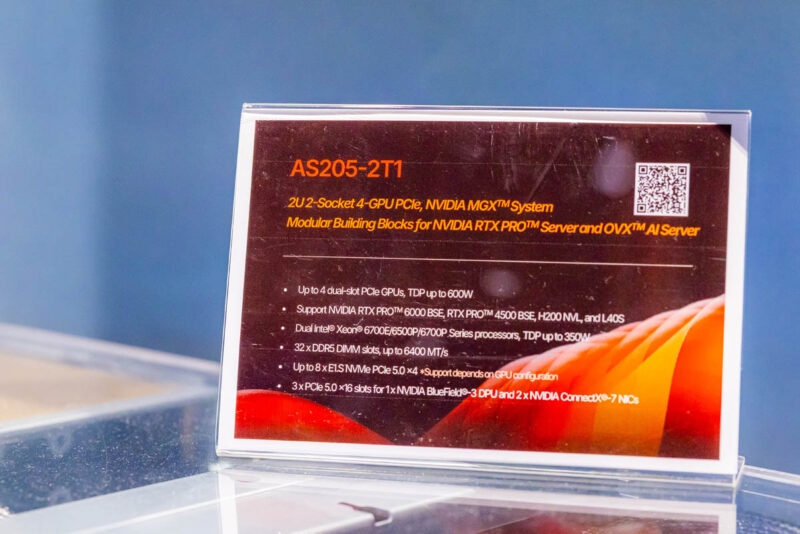 AS205-2T1
2U 2-Socket 4-GPU PCIe, NVIDIA MGX™ System
Modular Building Blocks for NVIDIA RTX PRO™ Server and OVX™ AI Server
• Up to 4 dual-slot PCIe GPUs, TDP up to 600W
• Support NVIDIA RTX PRO™ 6000 BSE, RTX PRO™ 4500 BSE, H200 NVL, and L40S
• Dual Intel® Xeon® 6700E/6500P/6700P Series processors, TDP up to 350W
• 32 x DDR5 DIMM slots, up to 6400 MT/s
• Up to 8 x E1.S NVMe PCIe 5.0 x4 *Support depends on GPU configuration
• 3 x PCIe 5.0 x16 slots for 1 x NVIDIA BlueField®-3 DPU and 2 x NVIDIA ConnectX®-7 NICs